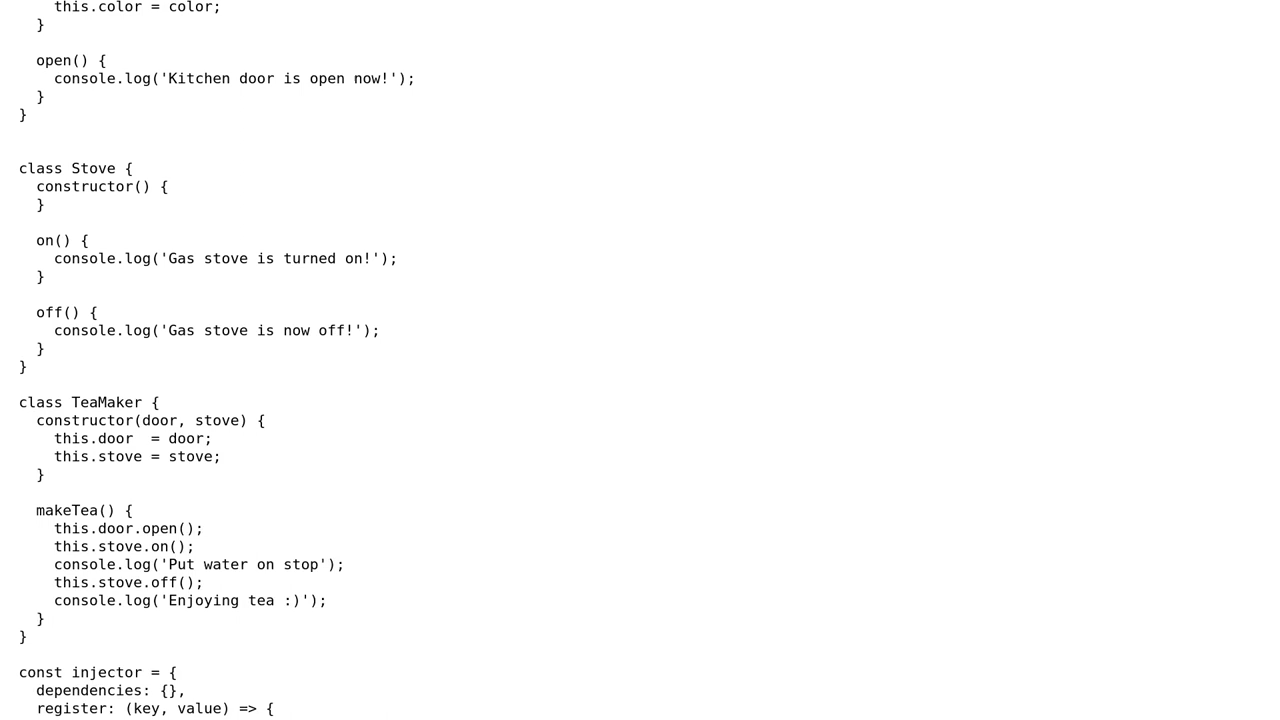 this.color = color;
  }

  open() {
    console.log('Kitchen door is open now!');
  }
}


class Stove {
  constructor() {
  }

  on() {
    console.log('Gas stove is turned on!');
  }

  off() {
    console.log('Gas stove is now off!');
  }
}

class TeaMaker {
  constructor(door, stove) {
    this.door  = door;
    this.stove = stove;
  }

  makeTea() {
    this.door.open();
    this.stove.on();
    console.log('Put water on stop');
    this.stove.off();
    console.log('Enjoying tea :)');
  }
}

const injector = {
  dependencies: {},
  register: (key, value) => {